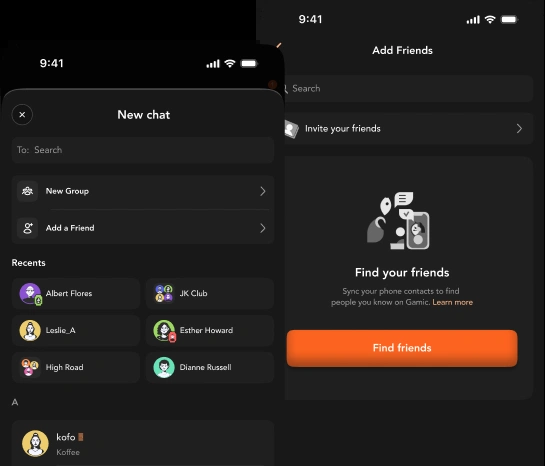 9:41
New chat
To: Search
New Group
Add a Friend
Recents
Albert Flores
JK Club
Leslie_A
Esther Howard
High Road
Dianne Russell
A
kofo
Koffee
9:41
Add Friends
Search
Invite your friends
Find your friends
Sync your phone contacts to find
people you know on Gamic. Learn more
Find friends